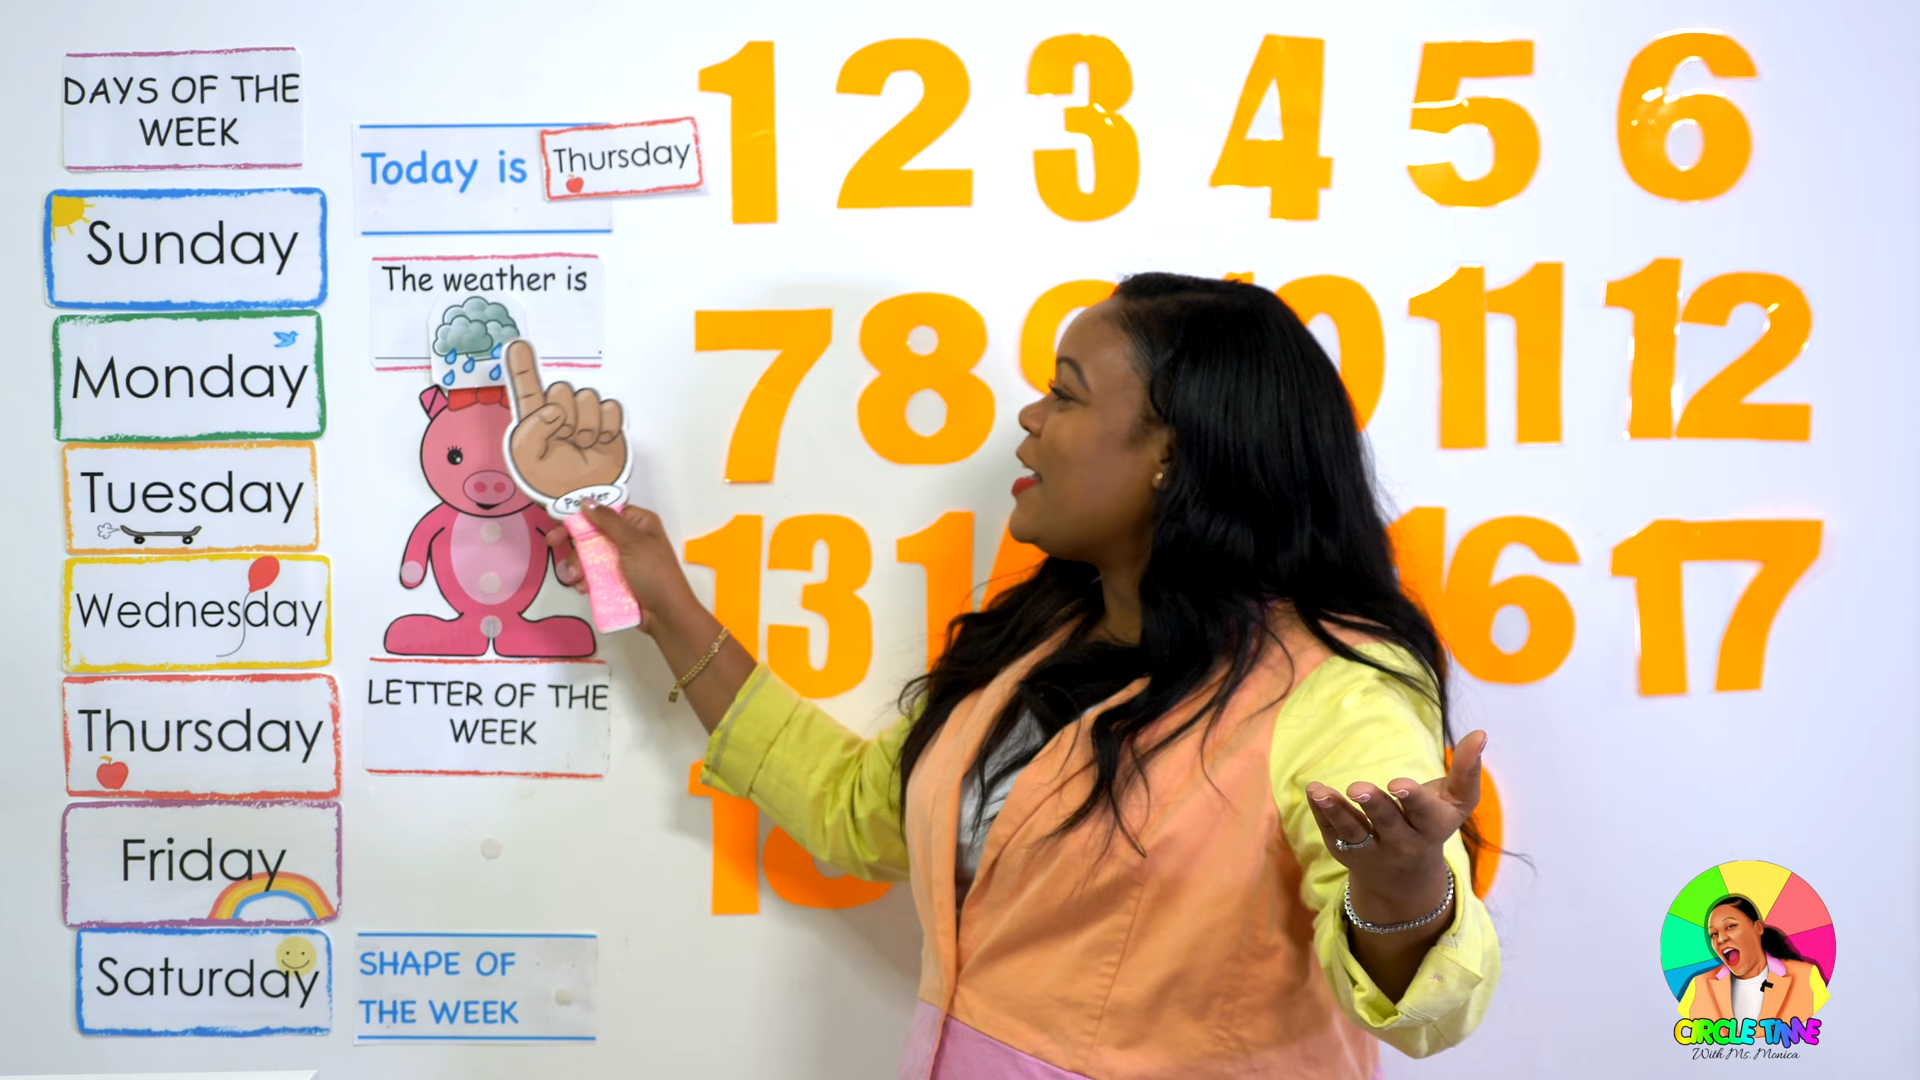 DAYS OF THE
WEEK
Sunday
Monday
Tuesday
Wednesday
Thursday
Friday
Saturday
Today is Thursday
The weather is
Pointer
LETTER OF THE
WEEK
SHAPE OF
THE WEEK
1 2 3 4 5 6
7 8 11 12
13 16 17
CIRCLE TIME
With Ms. Monica